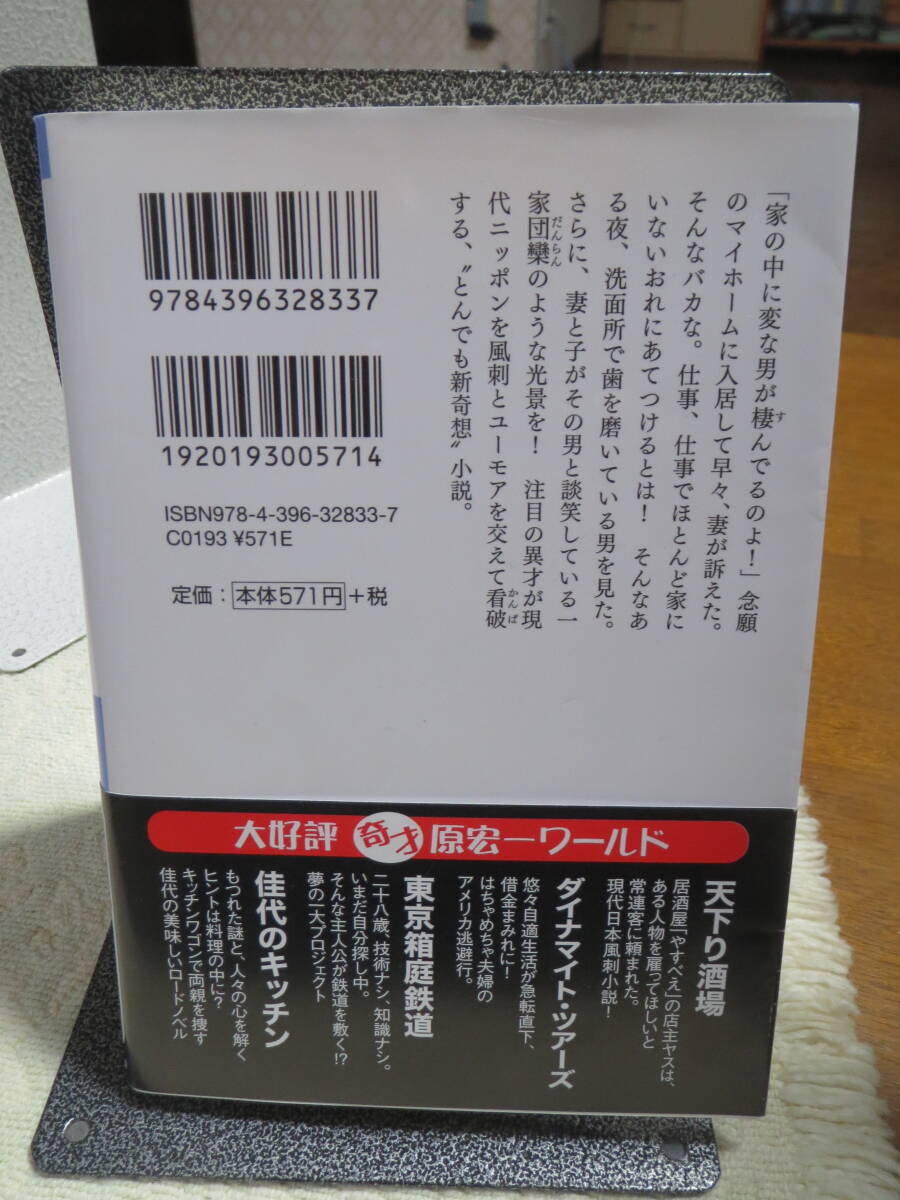 「家の中に変な男が棲んでるのよ！」念願
のマイホームに入居して早々、妻が訴えた。
そんなバカな。仕事、仕事でほとんど家に
いないおれにあてつけるとは！　そんなあ
る夜、洗面所で歯を磨いている男を見た。
さらに、妻と子がその男と談笑している一
家団欒のような光景を！　注目の異才が現
代ニッポンを風刺とユーモアを交えて看破
する、〝とんでも新奇想〟小説。
す
だんらん
かんぱ
9784396328337
1920193005714
ISBN978-4-396-32833-7
C0193 ¥571E
定価：本体571円+税
大好評 奇才 原宏一ワールド
天下り酒場
居酒屋「やすべえ」の店主ヤスは、
ある人物を雇ってほしいと
常連客に頼まれた。
現代日本風刺小説！
ダイナマイト・ツアーズ
悠々自適生活が急転直下、
借金まみれに！
はちゃめちゃ夫婦の
アメリカ逃避行。
東京箱庭鉄道
二十八歳、技術ナシ、知識ナシ。
いまだ自分探し中。
そんな主人公が鉄道を敷く!?
夢の一大プロジェクト
佳代のキッチン
もつれた謎と、人々の心を解く
ヒントは料理の中に？
キッチンワゴンで両親を捜す
佳代の美味しいロードノベル